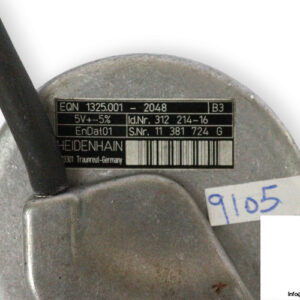 EQN 1325.001 - 2048 B3
5V+-5% Id.Nr. 312 214-16
EnDat01 S.Nr. 11 381 724 G
HEIDENHAIN
Traunreut-Germany
9105